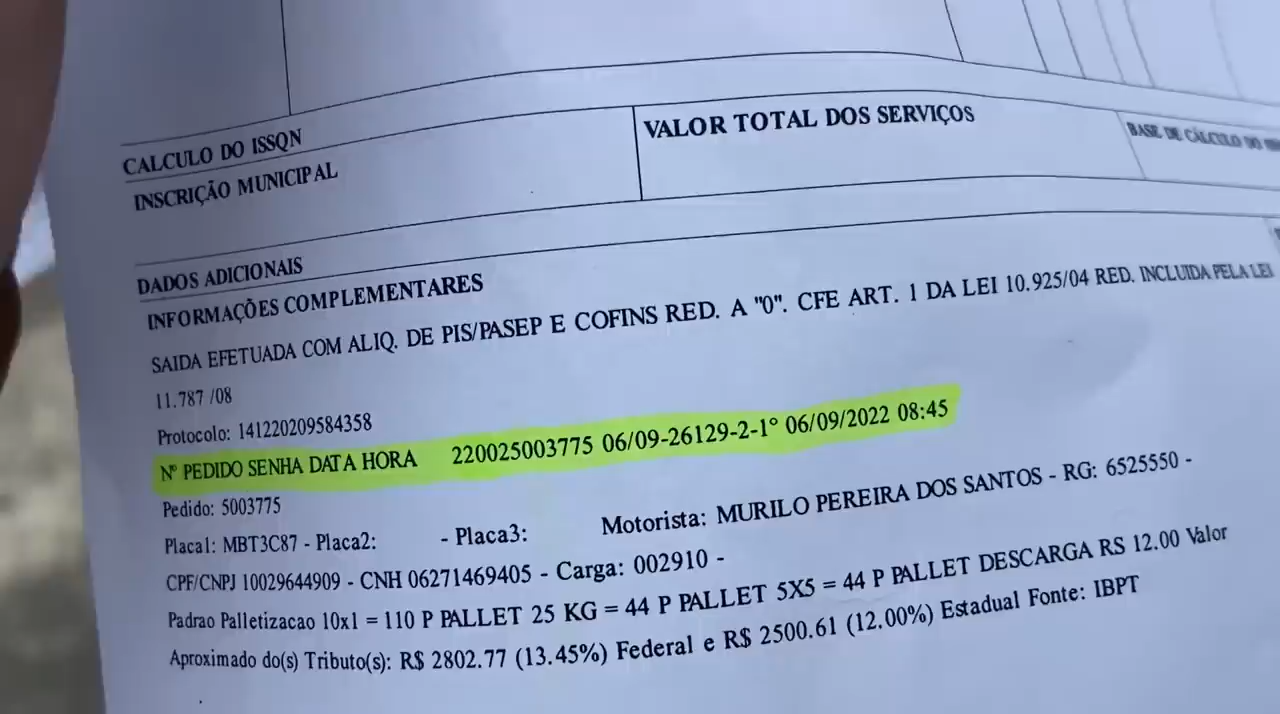 CALCULO DO ISSQN
INSCRIÇÃO MUNICIPAL
VALOR TOTAL DOS SERVIÇOS
BASE DE CÁLCULO DO
DADOS ADICIONAIS
INFORMAÇÕES COMPLEMENTARES
SAIDA EFETUADA COM ALIQ. DE PIS/PASEP E COFINS RED. A "0". CFE ART. 1 DA LEI 10.925/04 RED. INCLUIDA PELA LEI
11.787 /08
Protocolo: 141220209584358
Nº PEDIDO SENHA DATA HORA 220025003775 06/09-26129-2-1° 06/09/2022 08:45
Pedido: 5003775
Placa1: MBT3C87 - Placa2: - Placa3: Motorista: MURILO PEREIRA DOS SANTOS - RG: 6525550 -
CPF/CNPJ 10029644909 - CNH 06271469405 - Carga: 002910 -
Padrao Palletizacao 10x1 = 110 P PALLET 25 KG = 44 P PALLET 5X5 = 44 P PALLET DESCARGA RS 12.00 Valor
Aproximado do(s) Tributo(s): R$ 2802.77 (13.45%) Federal e R$ 2500.61 (12.00%) Estadual Fonte: IBPT